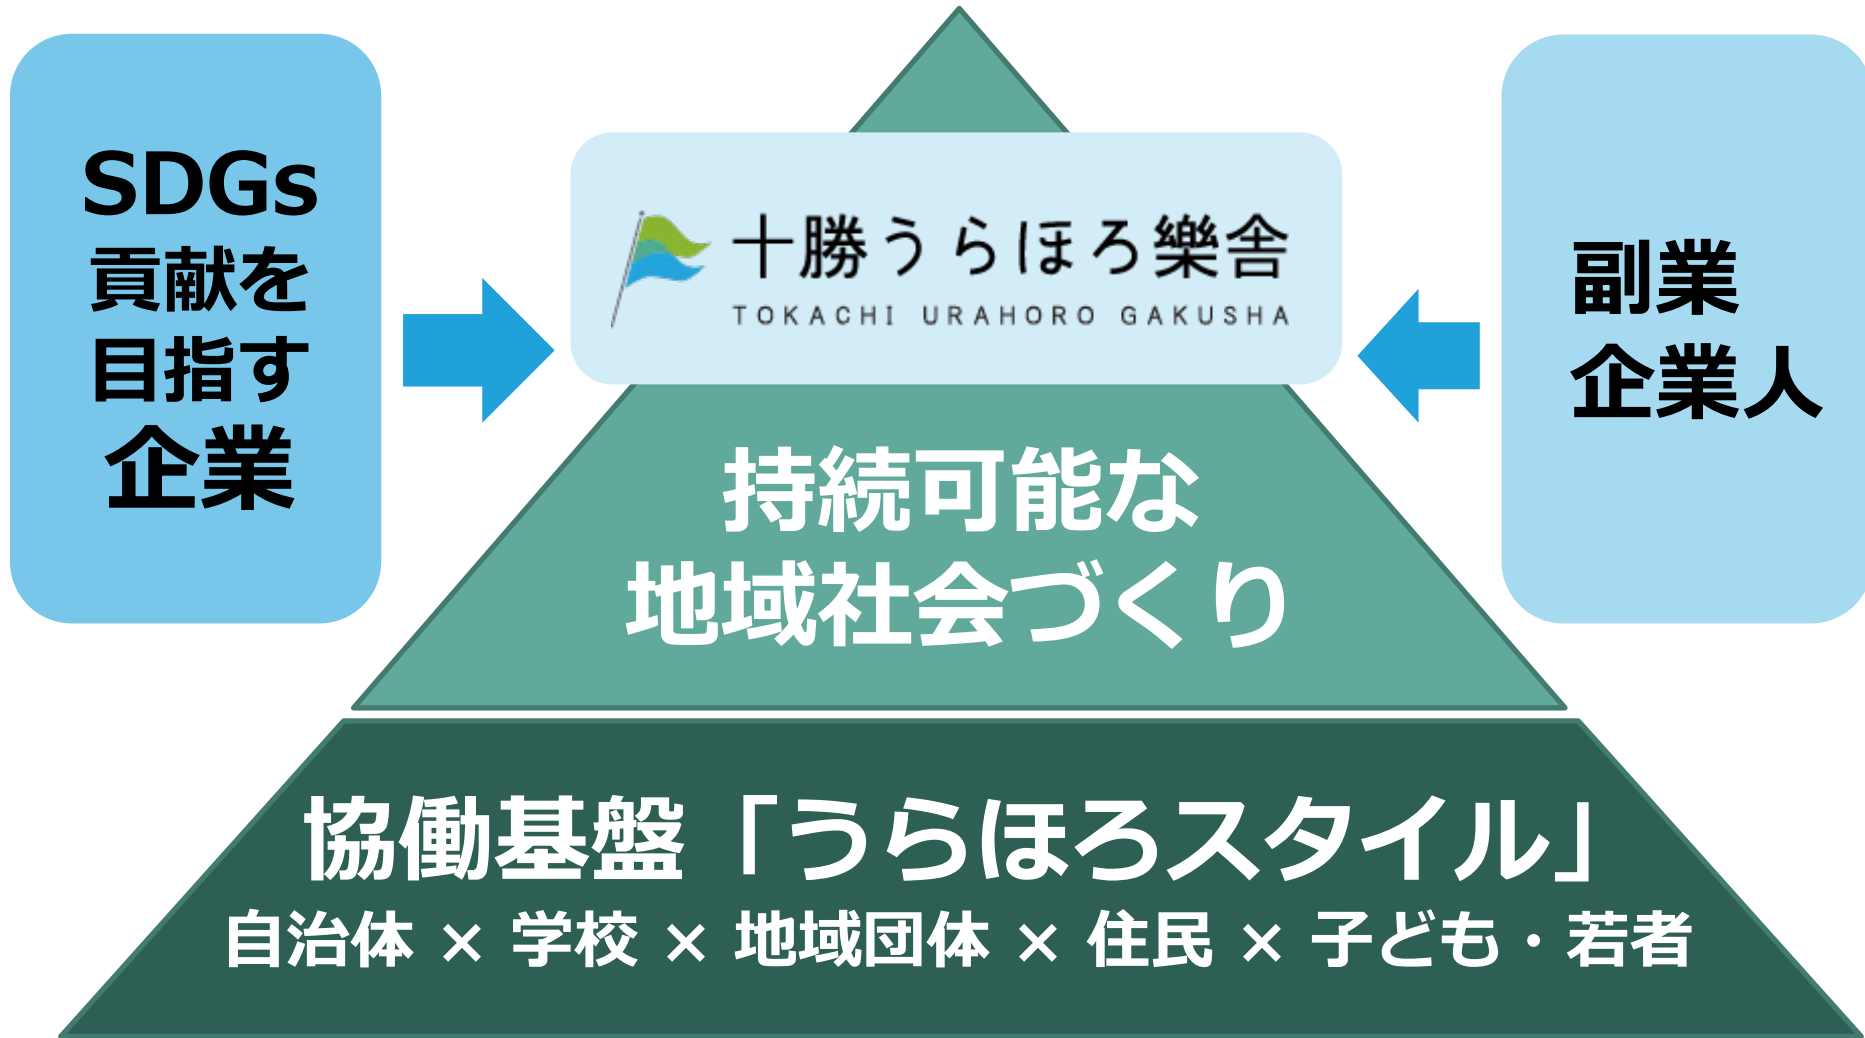 SDGs
貢献を
目指す
企業
十勝うらほろ樂舎
TOKACHI URAHORO GAKUSHA
副業
企業人
持続可能な
地域社会づくり
協働基盤「うらほろスタイル」
自治体 × 学校 × 地域団体 × 住民 × 子ども・若者